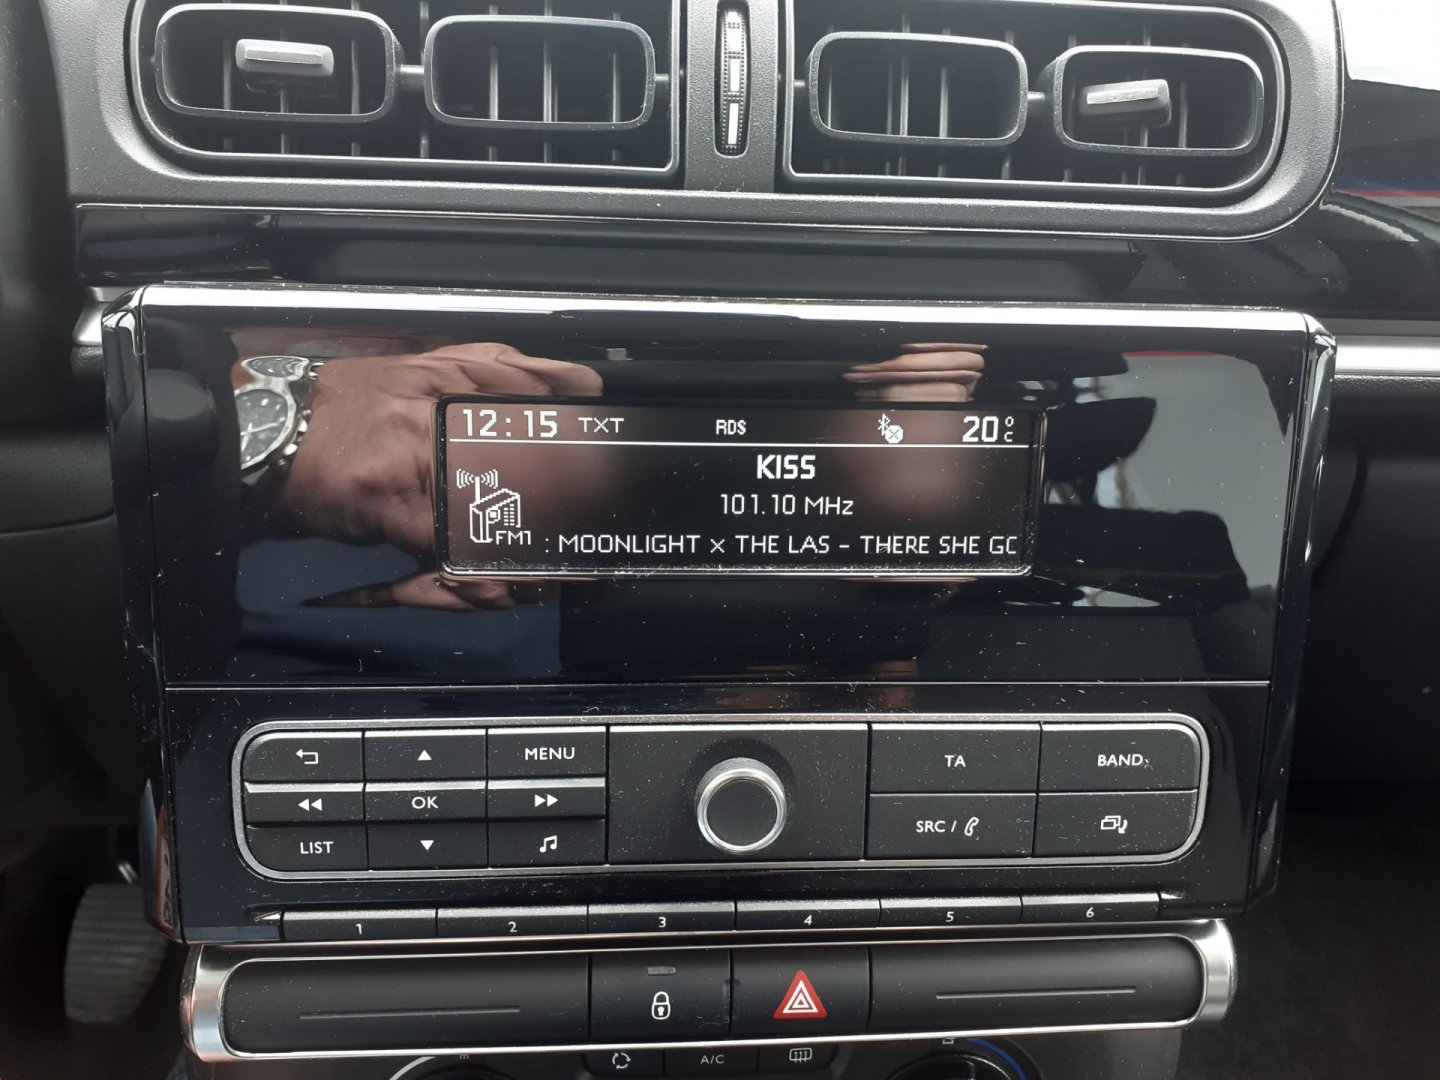 12:15 TXT RDS 20°C
KISS
101.10 MHz
FM1 : MOONLIGHT x THE LAS - THERE SHE GO
MENU TA BAND
OK
SRC /
LIST
1 2 3 4 5 6
A/C